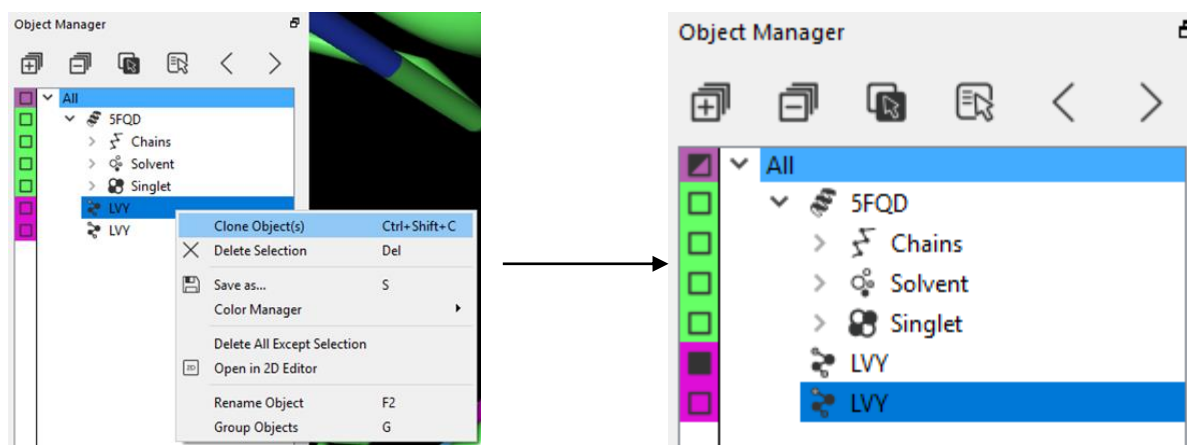 Object Manager
All
5FQD
Chains
Solvent
Singlet
LVY
LVY
Clone Object(s) Ctrl+Shift+C
Delete Selection Del
Save as... S
Color Manager
Delete All Except Selection
2D Open in 2D Editor
Rename Object F2
Group Objects G
Object Manager
All
5FQD
Chains
Solvent
Singlet
LVY
LVY